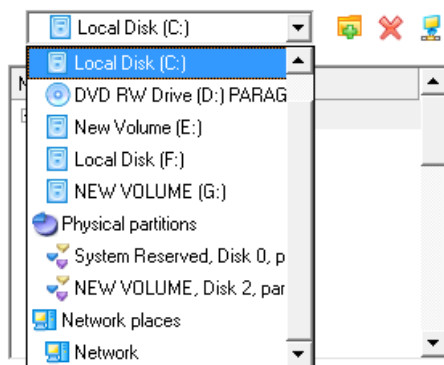 Local Disk (C:)
Local Disk (C:)
DVD RW Drive (D:) PARAG
New Volume (E:)
Local Disk (F:)
NEW VOLUME (G:)
Physical partitions
System Reserved, Disk 0, p
NEW VOLUME, Disk 2, par
Network places
Network